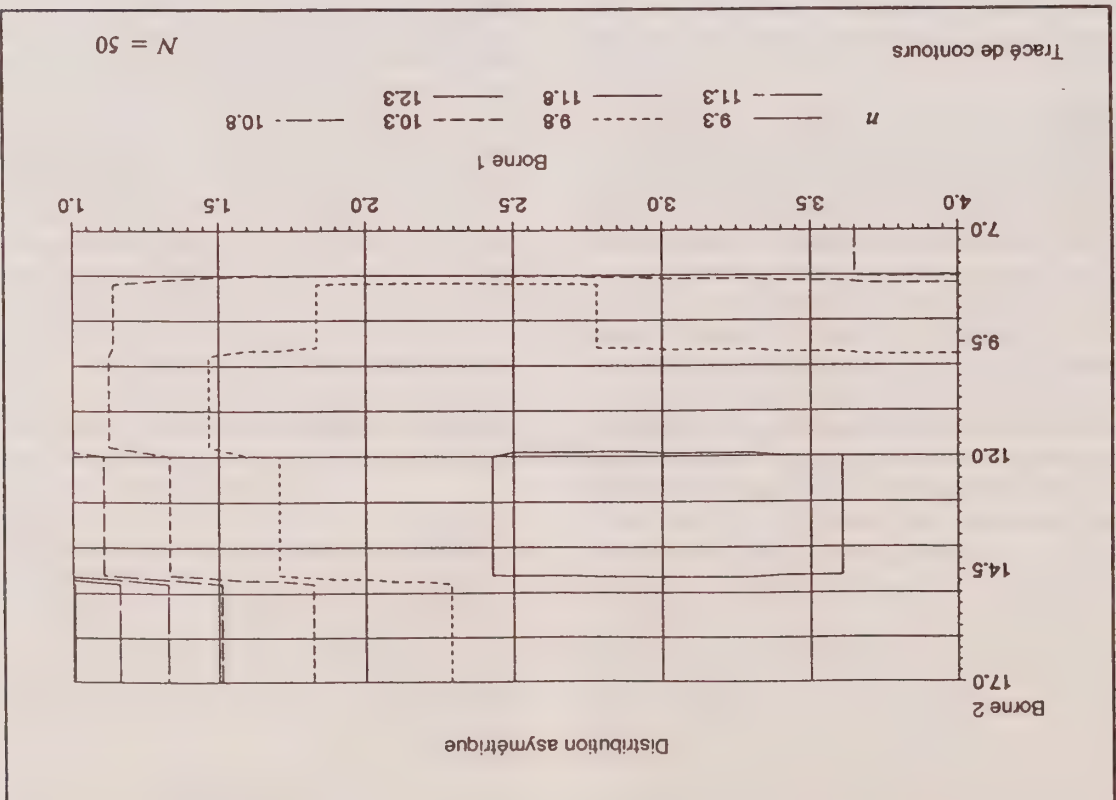 Distribution asymétrique
Borne 2
17.0
14.5
12.0
9.5
7.0
4.0 3.5 3.0 2.5 2.0 1.5 1.0
Borne 1
n 9.3 9.8 10.3 10.8
11.3 11.8 12.3
Tracé de contours N = 50